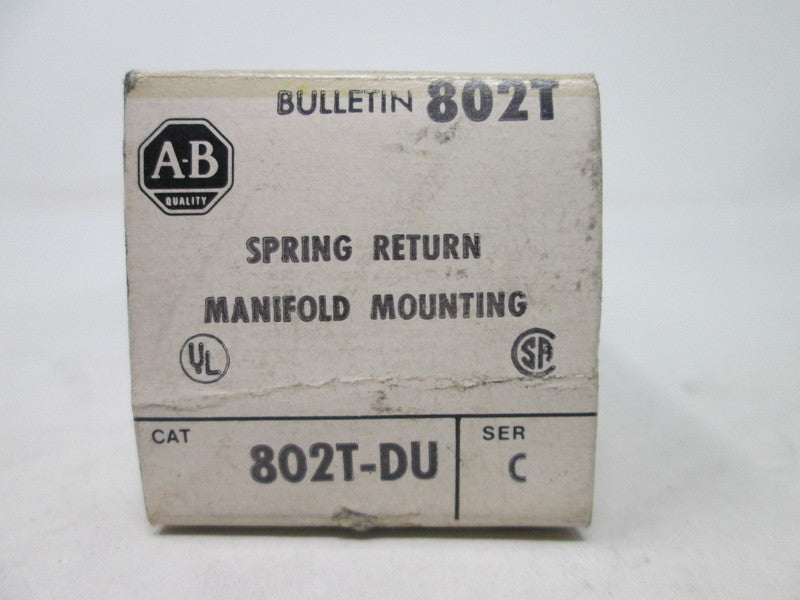 BULLETIN 802T
A-B
QUALITY
SPRING RETURN
MANIFOLD MOUNTING
UL
SA
CAT
802T-DU
SER
C